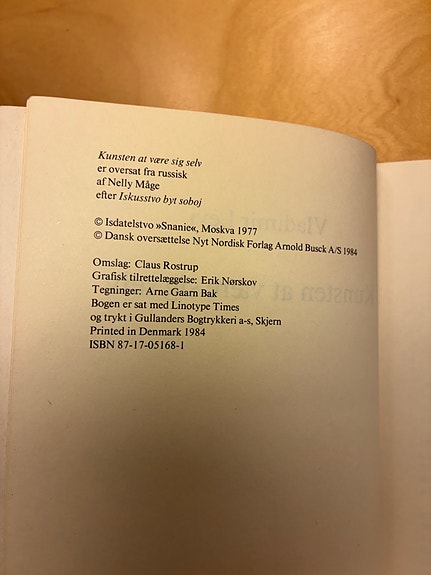 Kunsten at være sig selv
er oversat fra russisk
af Nelly Måge
efter Iskusstvo byt soboj
© Isdatelstvo »Snanie«, Moskva 1977
© Dansk oversættelse Nyt Nordisk Forlag Arnold Busck A/S 1984
Omslag: Claus Rostrup
Grafisk tilrettelæggelse: Erik Nørskov
Tegninger: Arne Gaarn Bak
Bogen er sat med Linotype Times
og trykt i Gullanders Bogtrykkeri a-s, Skjern
Printed in Denmark 1984
ISBN 87-17-05168-1